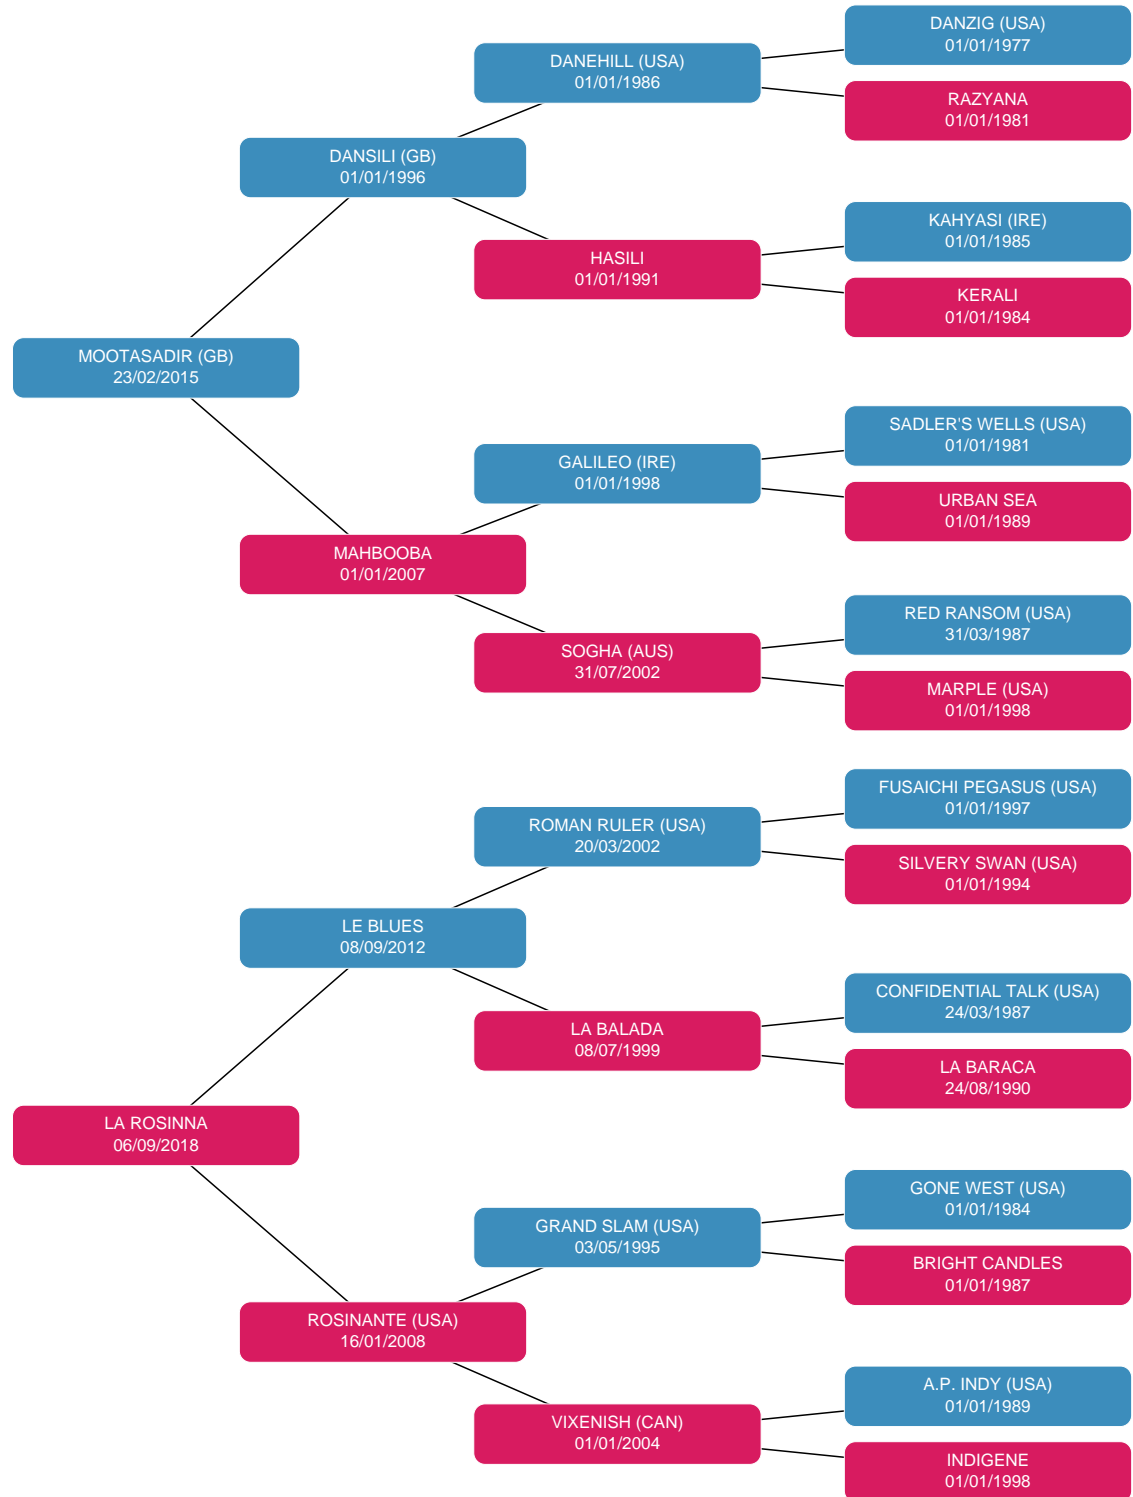 DANZIG (USA)
01/01/1977
DANEHILL (USA)
01/01/1986
RAZYANA
01/01/1981
DANSILI (GB)
01/01/1996
KAHYASI (IRE)
01/01/1985
HASILI
01/01/1991
KERALI
01/01/1984
MOOTASADIR (GB)
23/02/2015
SADLER'S WELLS (USA)
01/01/1981
GALILEO (IRE)
01/01/1998
URBAN SEA
01/01/1989
MAHBOOBA
01/01/2007
RED RANSOM (USA)
31/03/1987
SOGHA (AUS)
31/07/2002
MARPLE (USA)
01/01/1998
FUSAICHI PEGASUS (USA)
01/01/1997
ROMAN RULER (USA)
20/03/2002
SILVERY SWAN (USA)
01/01/1994
LE BLUES
08/09/2012
CONFIDENTIAL TALK (USA)
24/03/1987
LA BALADA
08/07/1999
LA BARACA
24/08/1990
LA ROSINNA
06/09/2018
GONE WEST (USA)
01/01/1984
GRAND SLAM (USA)
03/05/1995
BRIGHT CANDLES
01/01/1987
ROSINANTE (USA)
16/01/2008
A.P. INDY (USA)
01/01/1989
VIXENISH (CAN)
01/01/2004
INDIGENE
01/01/1998